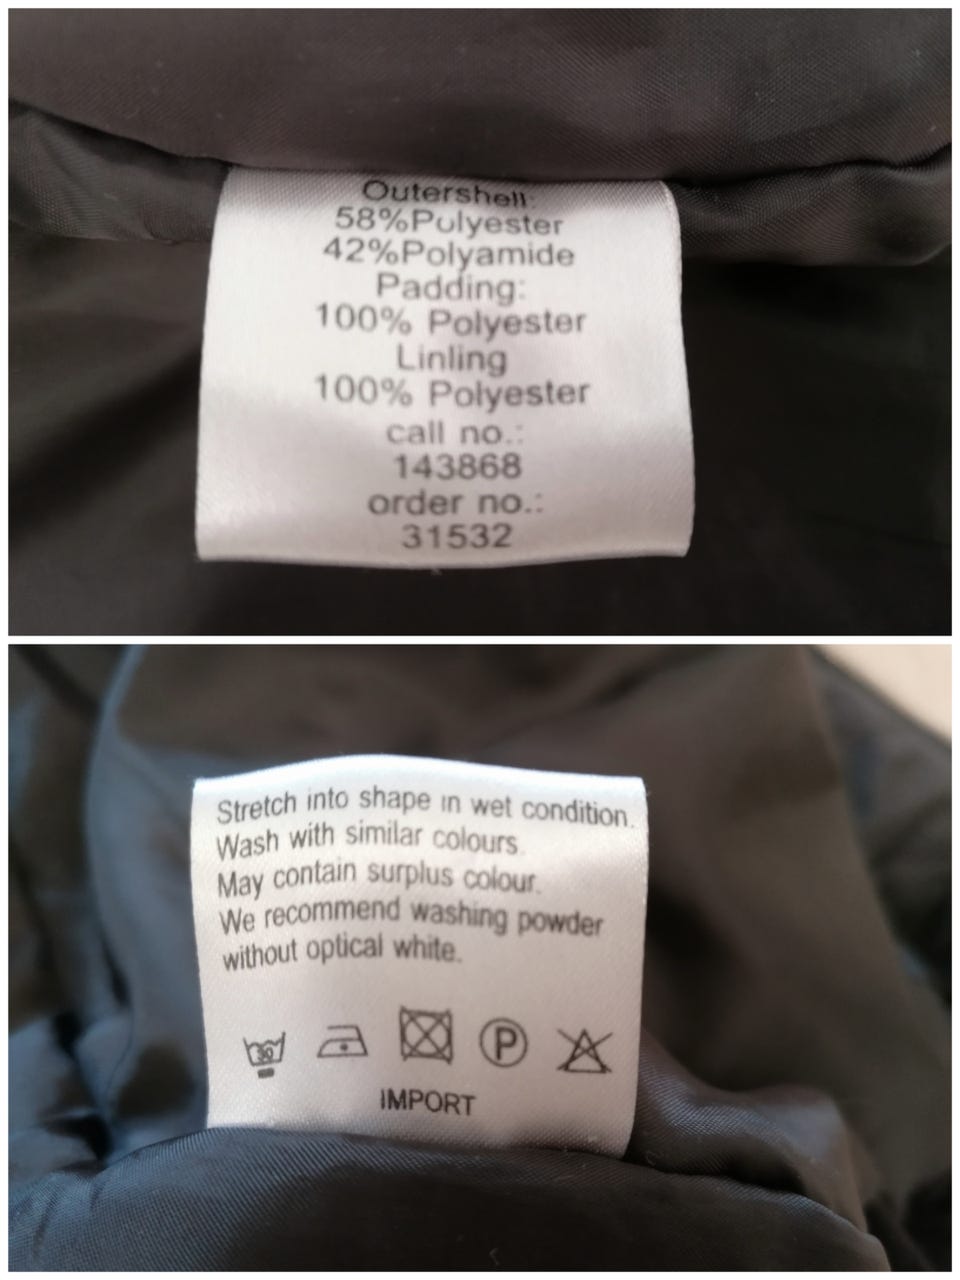 Outershell:
58%Polyester
42%Polyamide
Padding:
100% Polyester
Linling
100% Polyester
call no.:
143868
order no.:
31532
Stretch into shape in wet condition.
Wash with similar colours.
May contain surplus colour.
We recommend washing powder
without optical white.
30 P
IMPORT